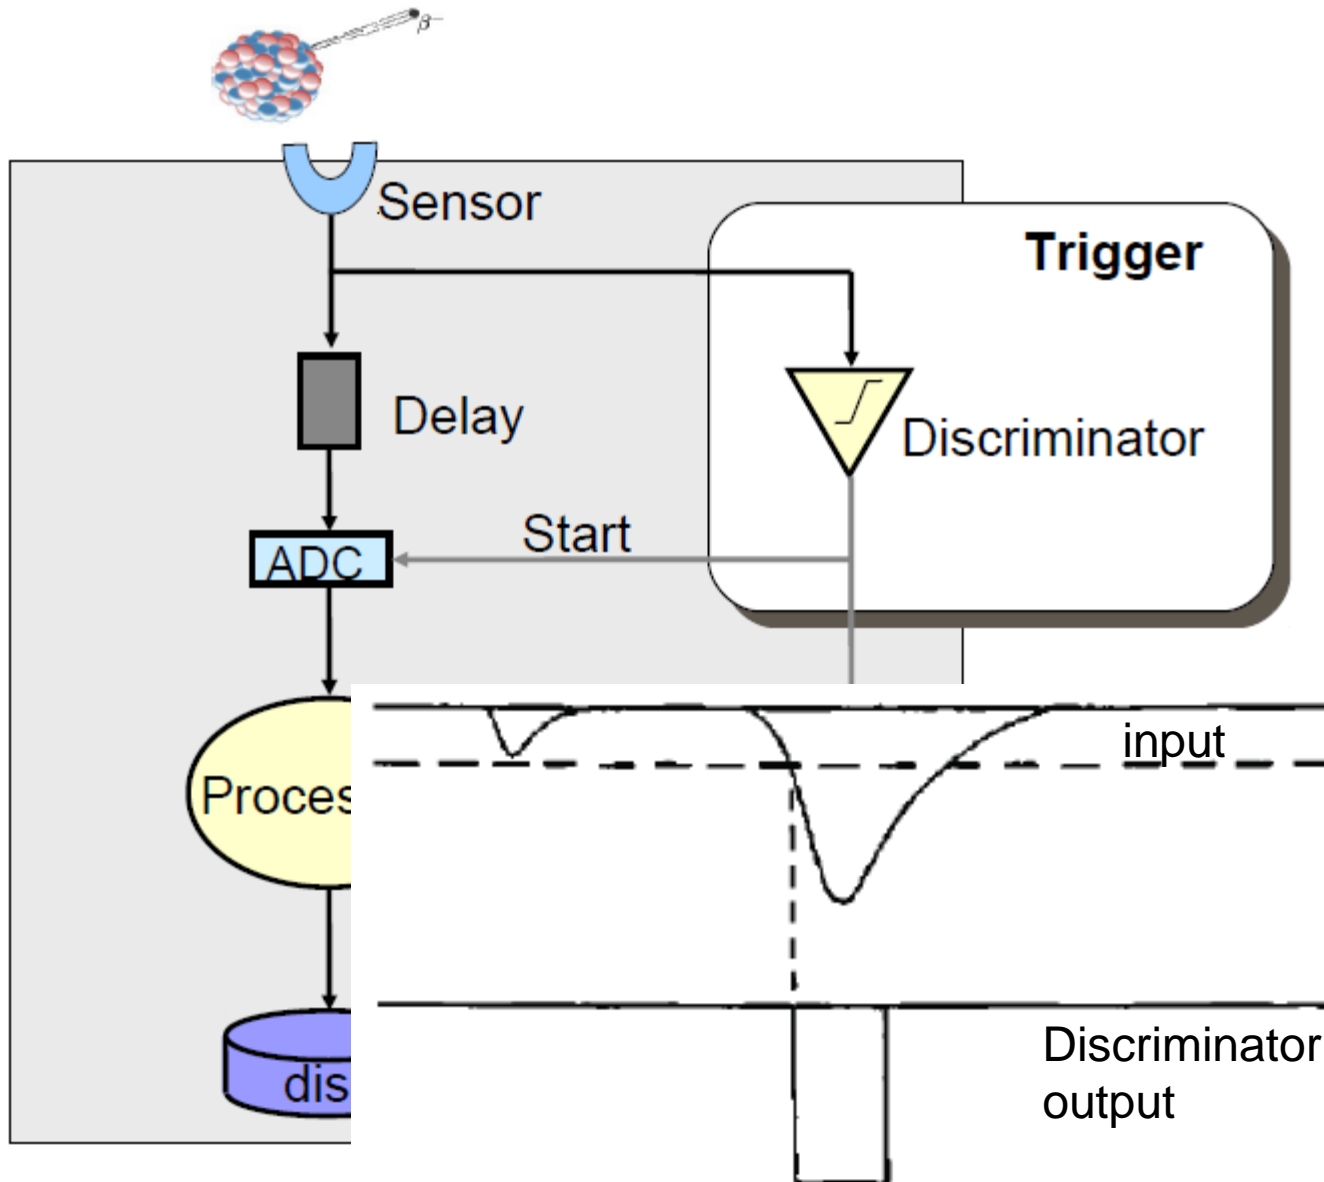 β−
Sensor
Trigger
Delay
Discriminator
Start
ADC
Proces
input
dis
Discriminator
output